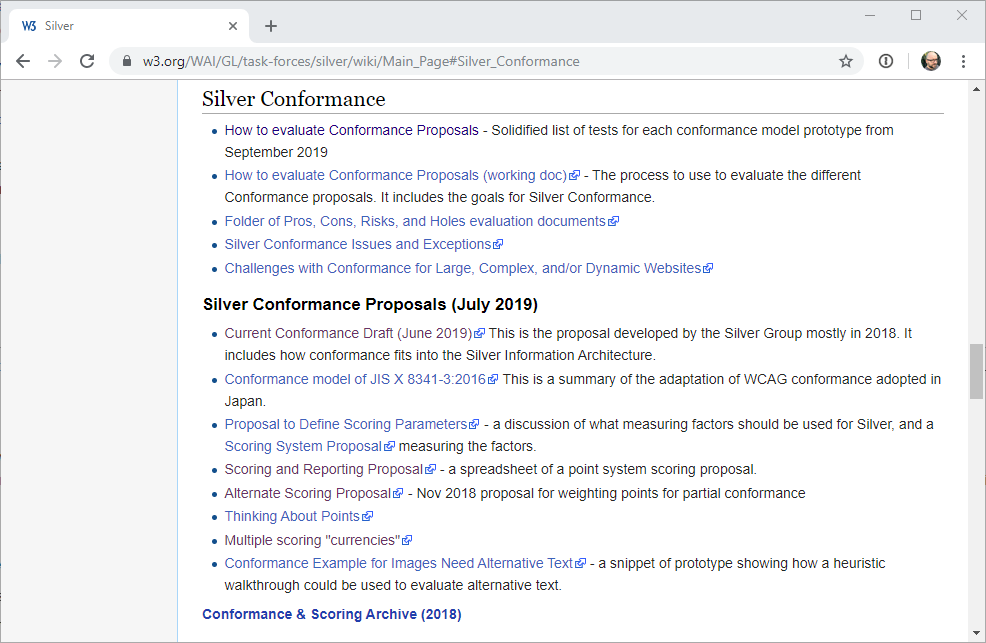 W3 Silver
w3.org/WAI/GL/task-forces/silver/wiki/Main_Page#Silver_Conformance
Silver Conformance
How to evaluate Conformance Proposals - Solidified list of tests for each conformance model prototype from
September 2019
How to evaluate Conformance Proposals (working doc) - The process to use to evaluate the different
Conformance proposals. It includes the goals for Silver Conformance.
Folder of Pros, Cons, Risks, and Holes evaluation documents
Silver Conformance Issues and Exceptions
Challenges with Conformance for Large, Complex, and/or Dynamic Websites
Silver Conformance Proposals (July 2019)
Current Conformance Draft (June 2019) This is the proposal developed by the Silver Group mostly in 2018. It
includes how conformance fits into the Silver Information Architecture.
Conformance model of JIS X 8341-3:2016 This is a summary of the adaptation of WCAG conformance adopted in
Japan.
Proposal to Define Scoring Parameters - a discussion of what measuring factors should be used for Silver, and a
Scoring System Proposal measuring the factors.
Scoring and Reporting Proposal - a spreadsheet of a point system scoring proposal.
Alternate Scoring Proposal - Nov 2018 proposal for weighting points for partial conformance
Thinking About Points
Multiple scoring "currencies"
Conformance Example for Images Need Alternative Text - a snippet of prototype showing how a heuristic
walkthrough could be used to evaluate alternative text.
Conformance & Scoring Archive (2018)